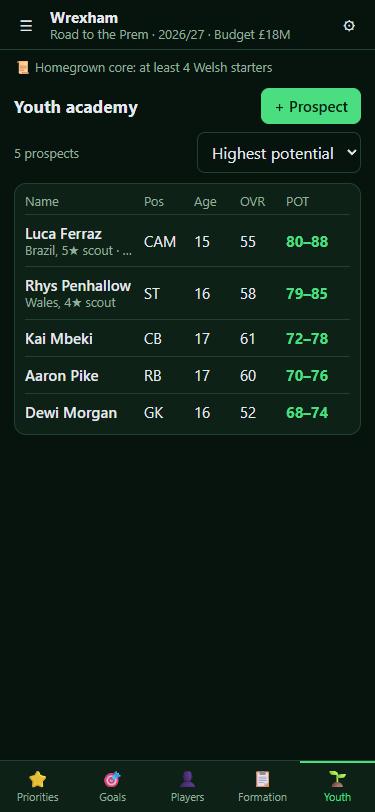 Wrexham
Road to the Prem · 2026/27 · Budget £18M
Homegrown core: at least 4 Welsh starters
Youth academy
+ Prospect
5 prospects
Highest potential
Name Pos Age OVR POT
Luca Ferraz CAM 15 55 80–88
Brazil, 5★ scout · ...
Rhys Penhallow ST 16 58 79–85
Wales, 4★ scout
Kai Mbeki CB 17 61 72–78
Aaron Pike RB 17 60 70–76
Dewi Morgan GK 16 52 68–74
Priorities Goals Players Formation Youth